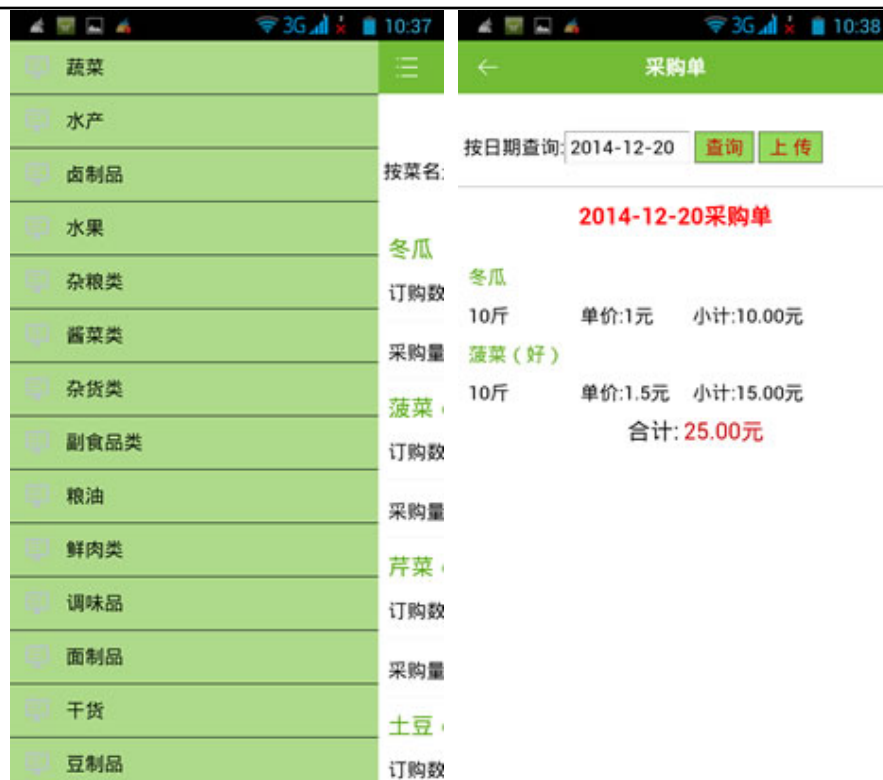 3G 10:37
蔬菜
水产
卤制品
水果
杂粮类
酱菜类
杂货类
副食品类
粮油
鲜肉类
调味品
面制品
干货
豆制品
按菜名:
冬瓜
订购数
采购量
菠菜（
订购数
采购量
芹菜（
订购数
采购量
土豆（
订购数
3G 10:38
采购单
按日期查询: 2014-12-20 查询 上 传
2014-12-20采购单
冬瓜
10斤 单价:1元 小计:10.00元
菠菜（好）
10斤 单价:1.5元 小计:15.00元
合计: 25.00元